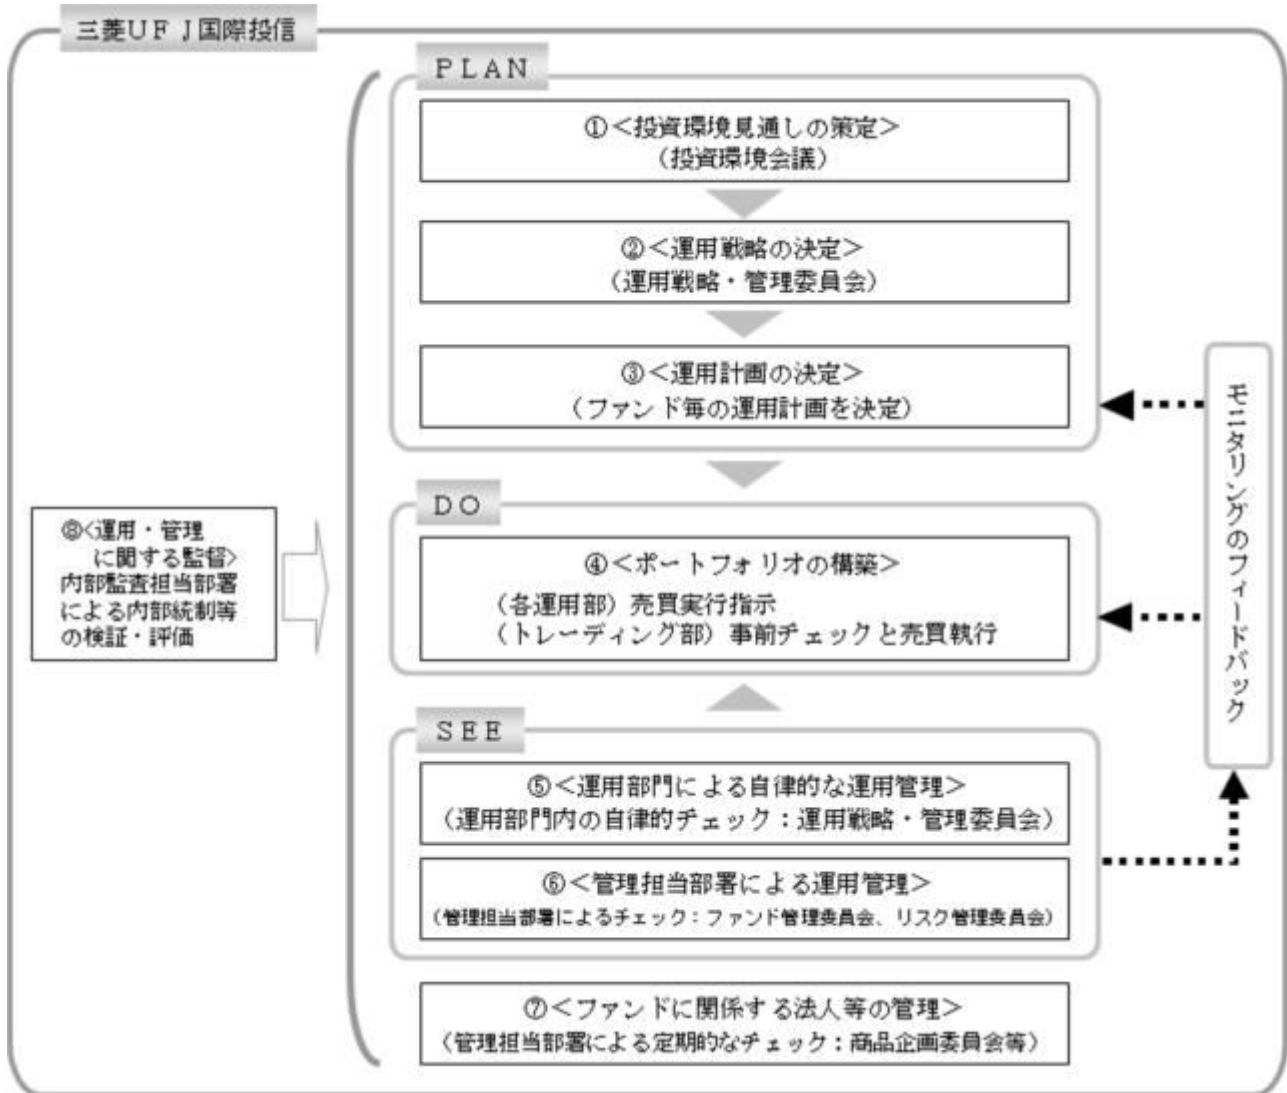 三菱UFJ国際投信
PLAN
①<投資環境見通しの策定>
(投資環境会議)
②<運用戦略の決定>
(運用戦略・管理委員会)
③<運用計画の決定>
(ファンド毎の運用計画を決定)
DO
④<ポートフォリオの構築>
(各運用部)売買実行指示
(トレーディング部)事前チェックと売買執行
SEE
⑤<運用部門による自律的な運用管理>
(運用部門内の自律的チェック:運用戦略・管理委員会)
⑥<管理担当部署による運用管理>
(管理担当部署によるチェック:ファンド管理委員会、リスク管理委員会)
⑦<ファンドに関係する法人等の管理>
(管理担当部署による定期的なチェック:商品企画委員会等)
⑧<運用・管理
に関する監督>
内部監査担当部署
による内部統制等
の検証・評価
モニタリングのフィードバック